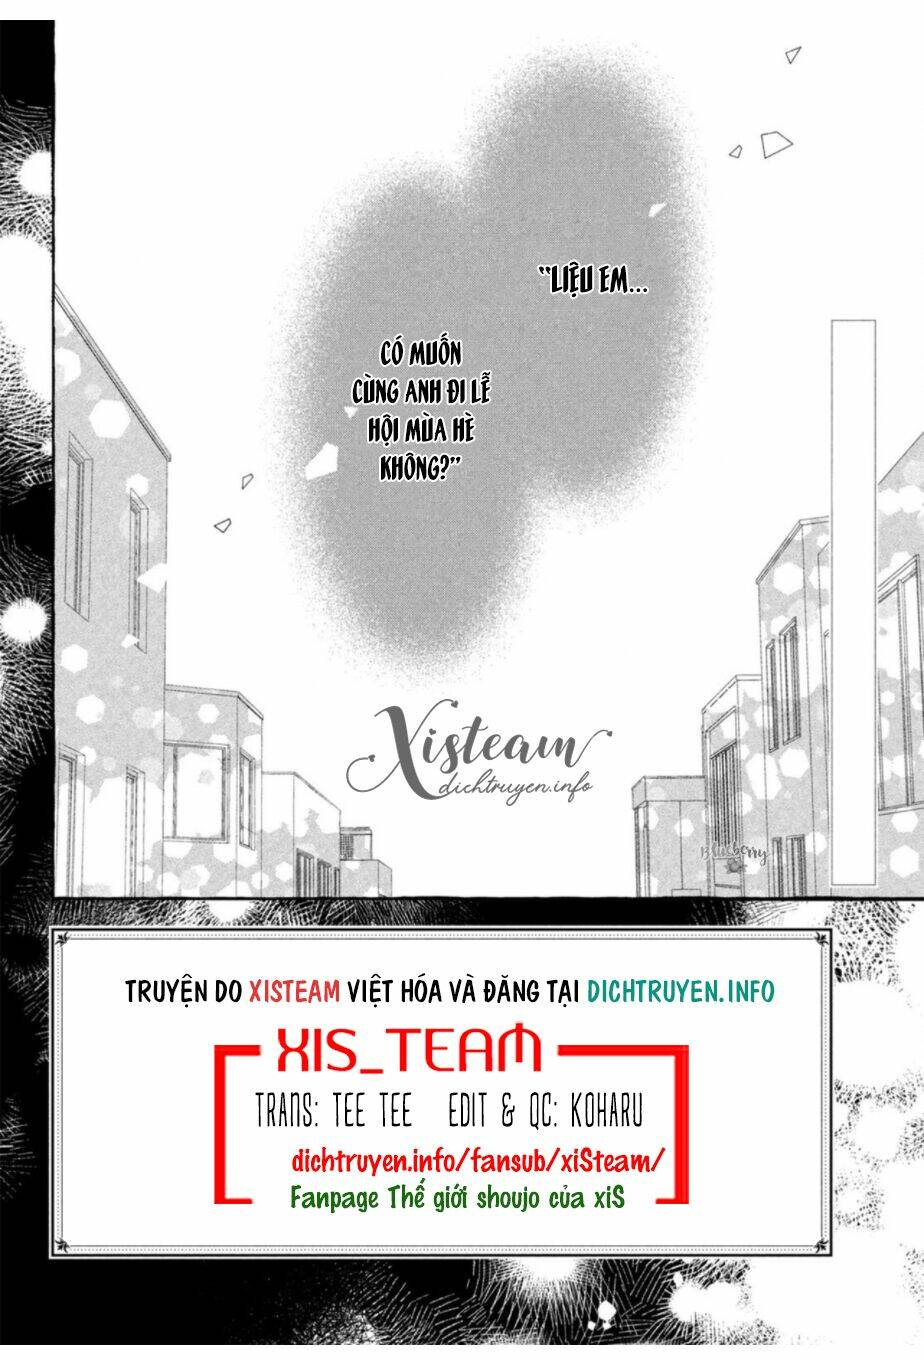 “LIỆU EM...
CÓ MUỐN
CÙNG ANH ĐI LỄ
HỘI MÙA HÈ
KHÔNG?”
Xisteam
dichtruyen.info
Blueberry
TRUYỆN DO XISTEAM VIỆT HÓA VÀ ĐĂNG TẠI DICHTRUYEN.INFO
XIS_TEAM
TRANS: TEE TEE EDIT & QC: KOHARU
dichtruyen.info/fansub/xiSteam/
Fanpage Thế giới shoujo của xiS